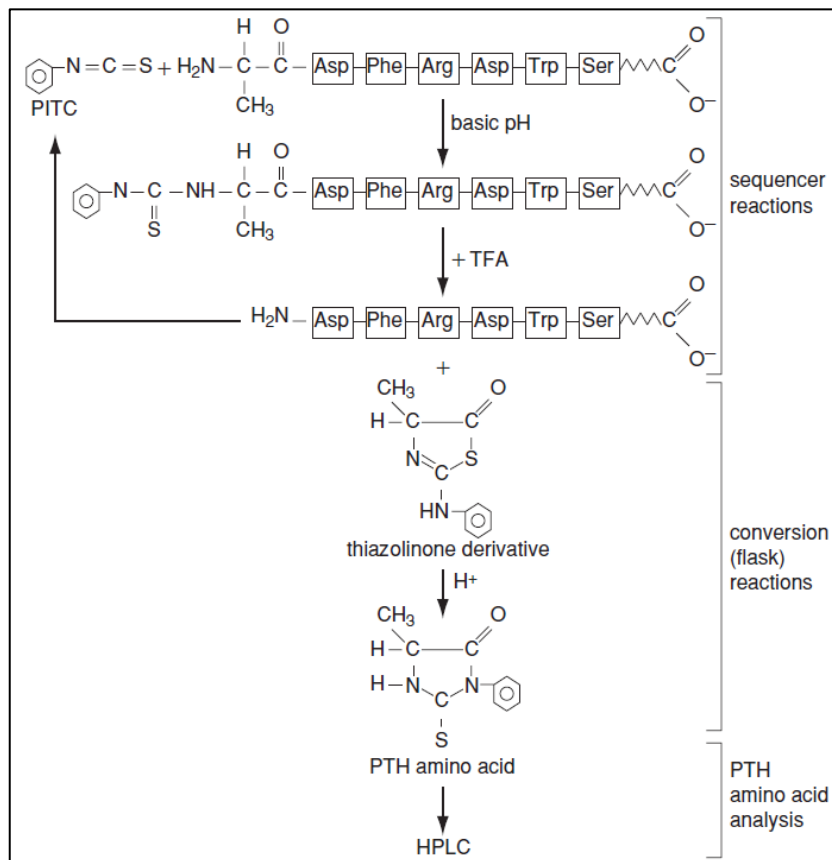 H O
N=C=S + H₂N–C–C–Asp–Phe–Arg–Asp–Trp–Ser C O
PITC CH₃ O⁻
basic pH
H O O
N–C–NH–C–C–Asp–Phe–Arg–Asp–Trp–Ser C
S CH₃ O⁻
sequencer
reactions
+ TFA
O
H₂N–Asp–Phe–Arg–Asp–Trp–Ser C
O⁻
+
CH₃ O
H–C C
N S
C
HN
thiazolinone derivative
H⁺
conversion
(flask)
reactions
CH₃ O
H–C C
H–N N
C
S
PTH amino acid
PTH
amino acid
analysis
HPLC